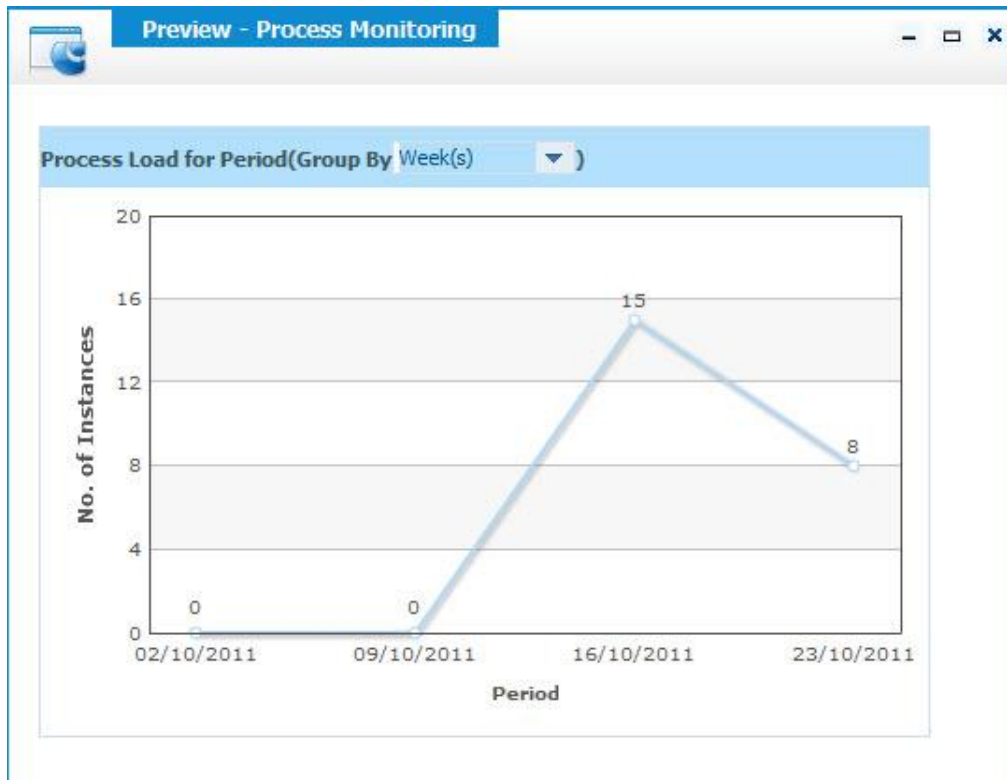 Preview - Process Monitoring
Process Load for Period(Group By Week(s) )
20
16
12
8
4
0
No. of Instances
0
0
15
8
02/10/2011 09/10/2011 16/10/2011 23/10/2011
Period